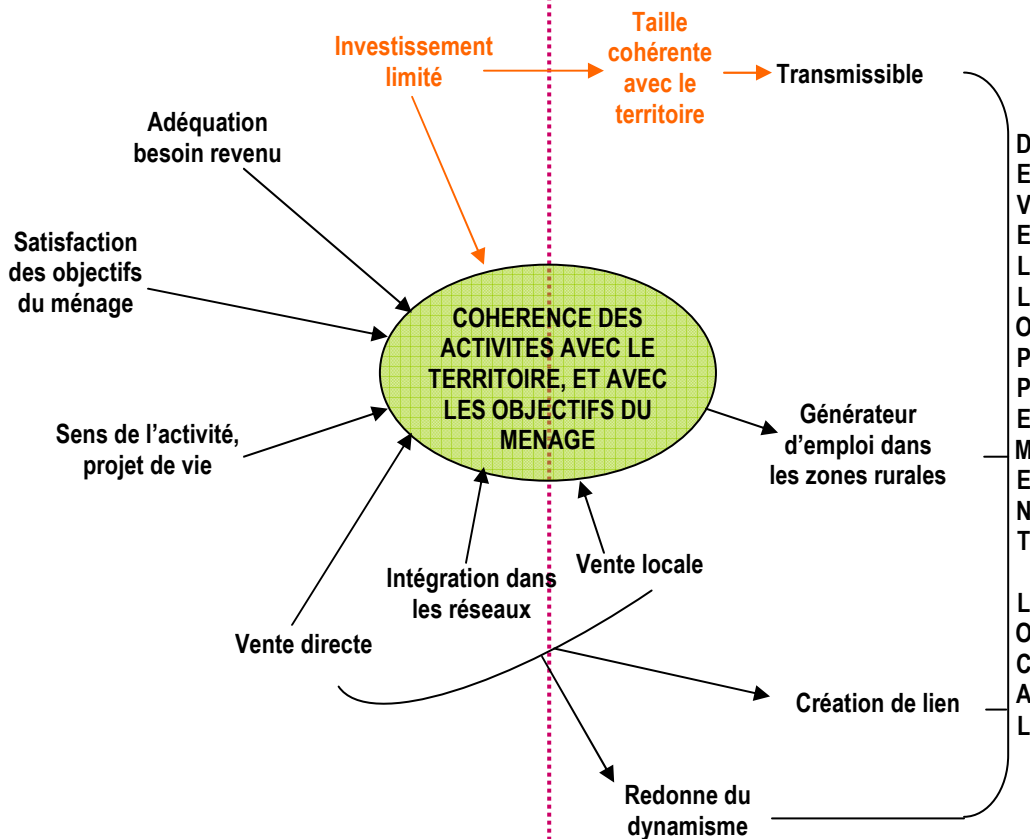 Investissement
limité
Taille
cohérente
avec le
territoire
Transmissible
Adéquation
besoin revenu
Satisfaction
des objectifs
du ménage
COHERENCE DES
ACTIVITES AVEC LE
TERRITOIRE, ET AVEC
LES OBJECTIFS DU
MENAGE
Sens de l’activité,
projet de vie
Générateur
d’emploi dans
les zones rurales
Vente locale
Intégration dans
les réseaux
Vente directe
Création de lien
Redonne du
dynamisme
D
E
V
E
L
L
O
P
P
E
M
E
N
T
L
O
C
A
L